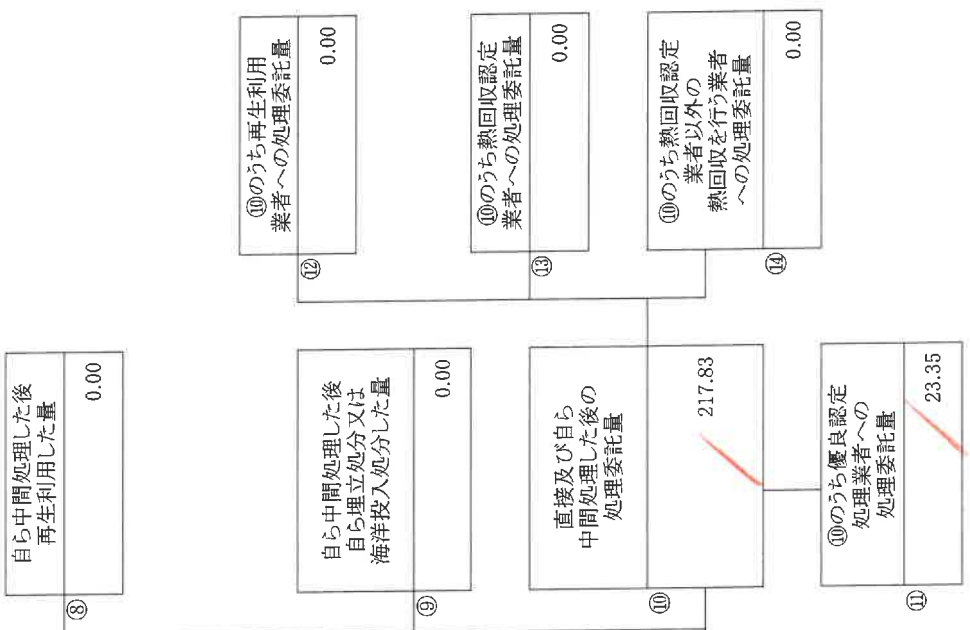 ⑧
自ら中間処理した後
再生利用した量
0.00
⑨
自ら中間処理した後
自ら埋立処分又は
海洋投入処分した量
0.00
⑩
直接及び自ら
中間処理した後の
処理委託量
217.83
⑪
⑩のうち優良認定
処理業者への
処理委託量
23.35
⑫
⑩のうち再生利用
業者への処理委託量
0.00
⑬
⑩のうち熱回収認定
業者への処理委託量
0.00
⑭
⑩のうち熱回収認定
業者以外の
熱回収を行う業者
への処理委託量
0.00